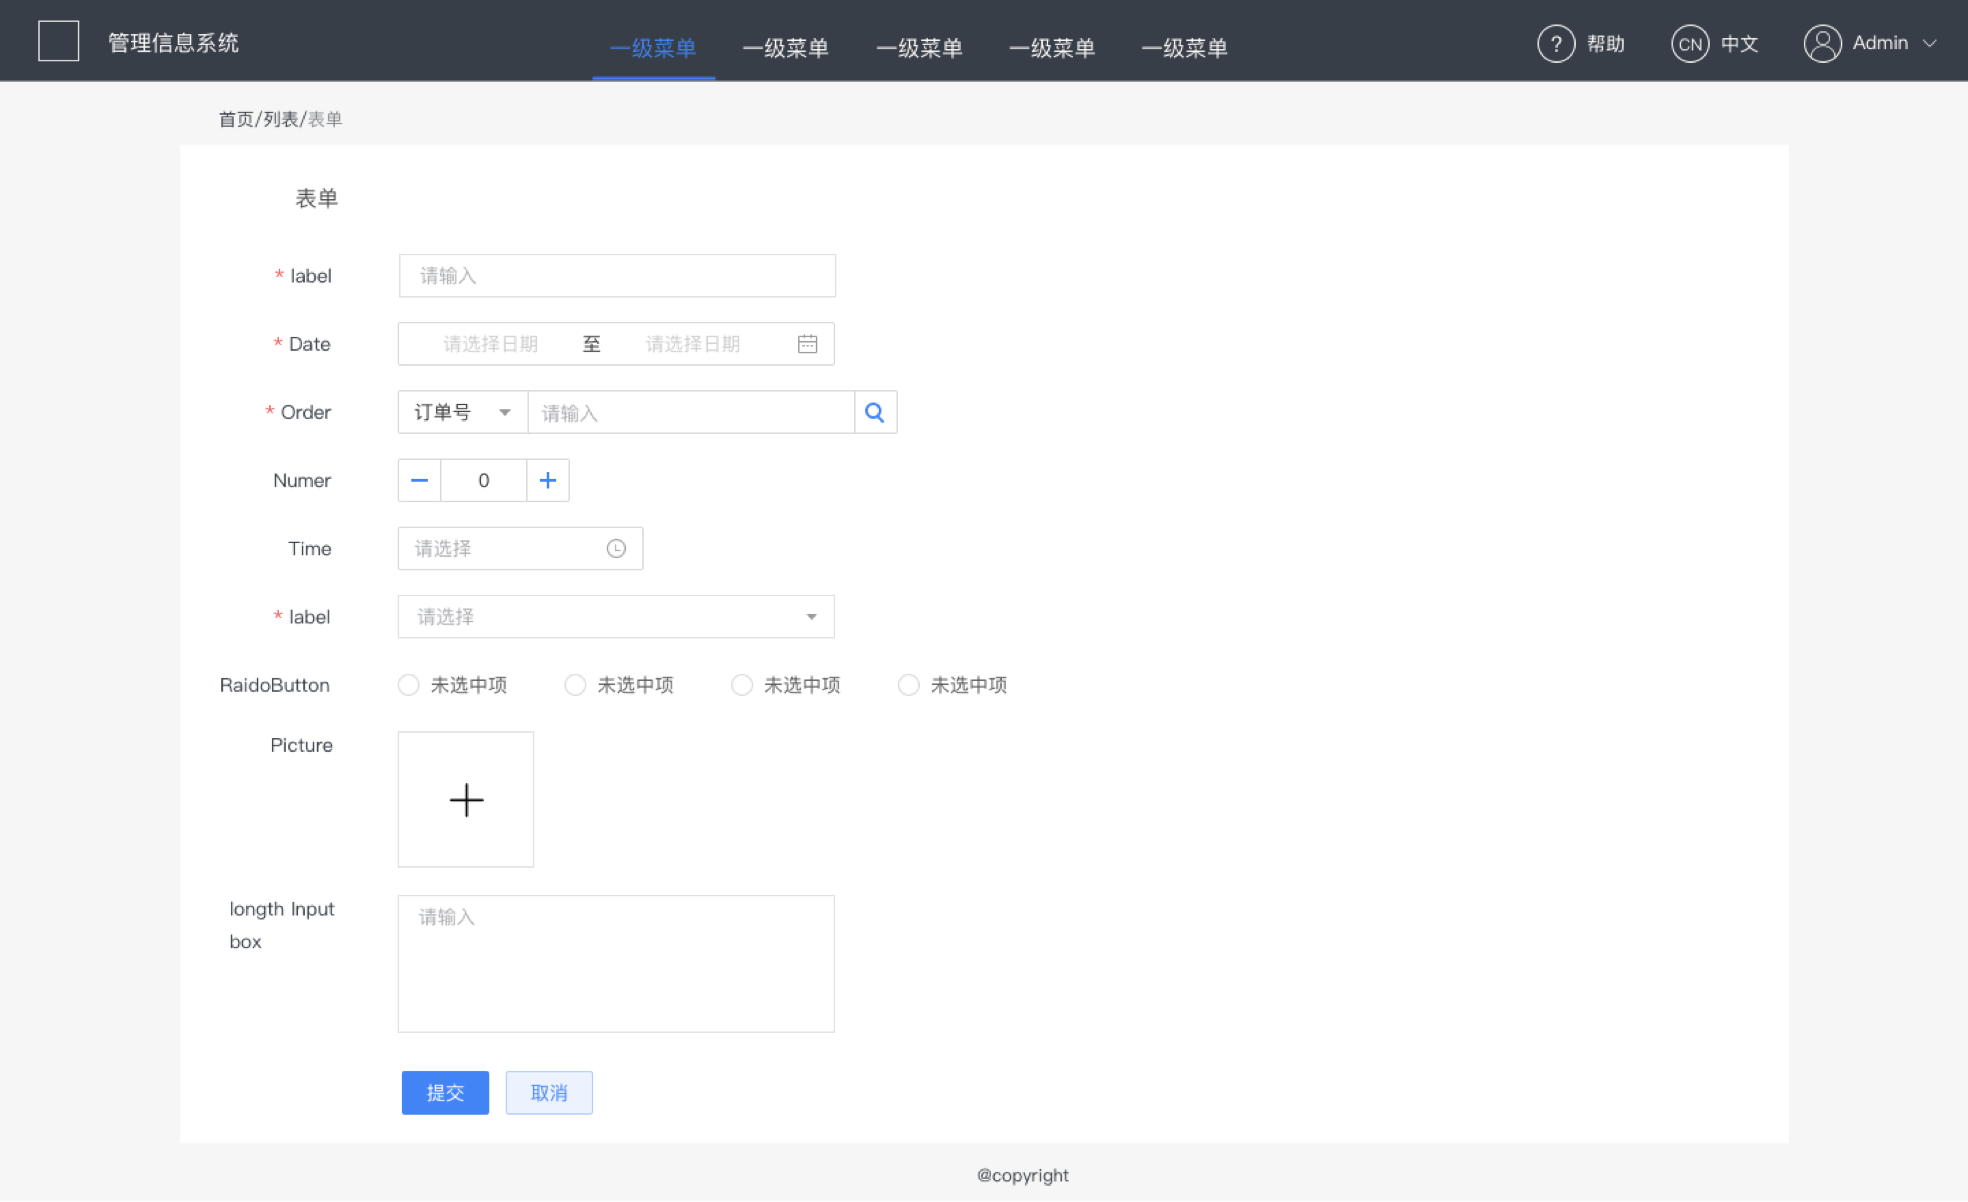 管理信息系统
一级菜单 一级菜单 一级菜单 一级菜单 一级菜单
? 帮助 CN 中文 Admin
首页/列表/表单
表单
* label 请输入
* Date 请选择日期 至 请选择日期
* Order 订单号 请输入
Numer 0
Time 请选择
* label 请选择
RaidoButton 未选中项 未选中项 未选中项 未选中项
Picture
longth Input
box
请输入
提交 取消
@copyright